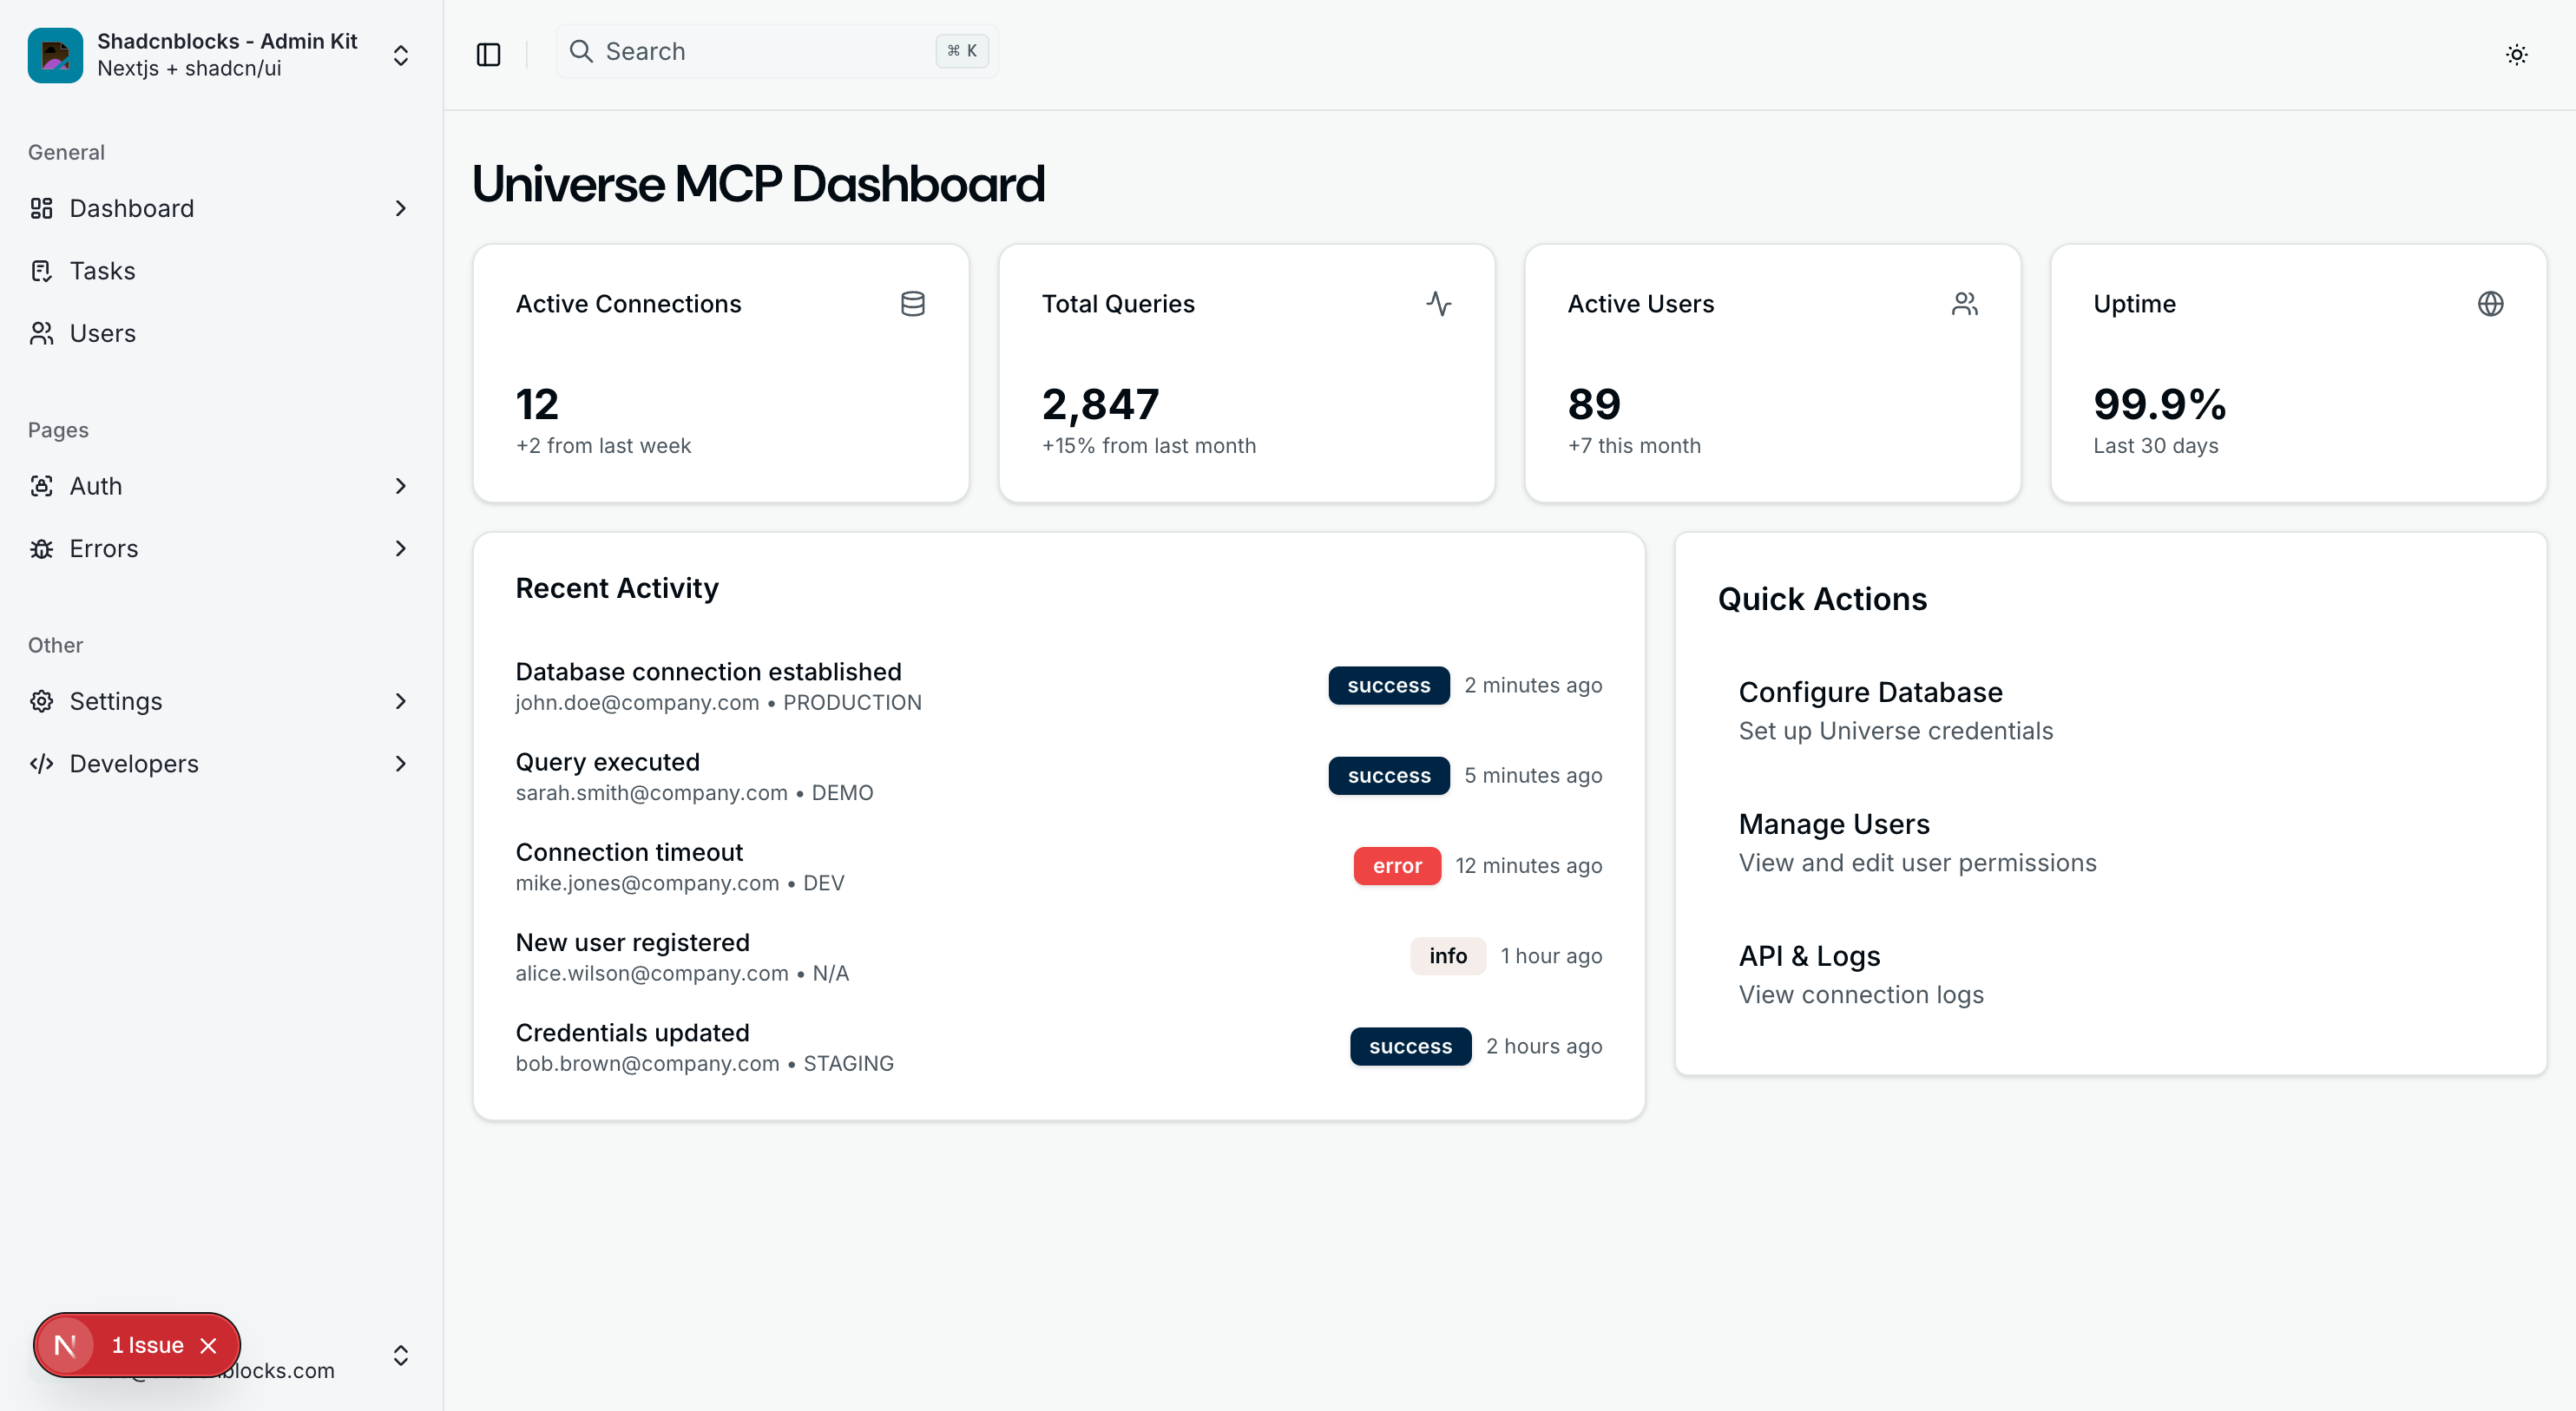 Shadcnblocks - Admin Kit
Nextjs + shadcn/ui
General
Dashboard
Tasks
Users
Pages
Auth
Errors
Other
Settings
Developers
1 Issue
blocks.com
Search
⌘ K
Universe MCP Dashboard
Active Connections
12
+2 from last week
Total Queries
2,847
+15% from last month
Active Users
89
+7 this month
Uptime
99.9%
Last 30 days
Recent Activity
Database connection established
success 2 minutes ago
john.doe@company.com • PRODUCTION
Query executed
success 5 minutes ago
sarah.smith@company.com • DEMO
Connection timeout
error 12 minutes ago
mike.jones@company.com • DEV
New user registered
info 1 hour ago
alice.wilson@company.com • N/A
Credentials updated
success 2 hours ago
bob.brown@company.com • STAGING
Quick Actions
Configure Database
Set up Universe credentials
Manage Users
View and edit user permissions
API & Logs
View connection logs